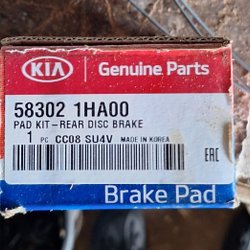 KIA Genuine Parts
58302 1HA00
PAD KIT-REAR DISC BRAKE
1 PC CC08 SU4V MADE IN KOREA
EAC
Brake Pad